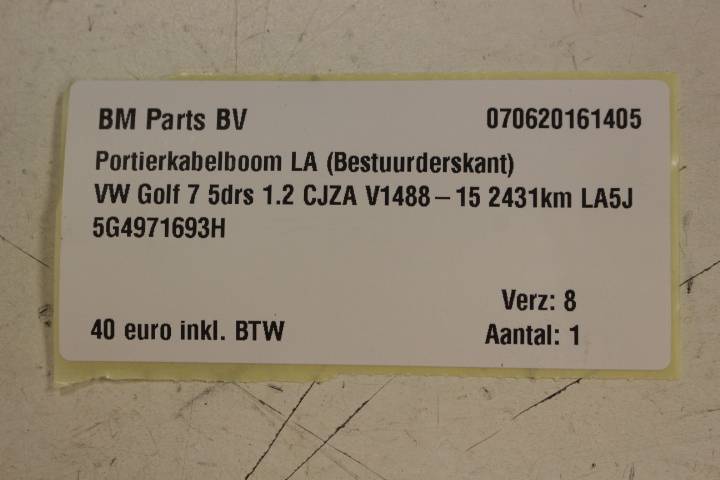 BM Parts BV 070620161405
Portierkabelboom LA (Bestuurderskant)
VW Golf 7 5drs 1.2 CJZA V1488-15 2431km LA5J
5G4971693H
Verz: 8
40 euro inkl. BTW Aantal: 1